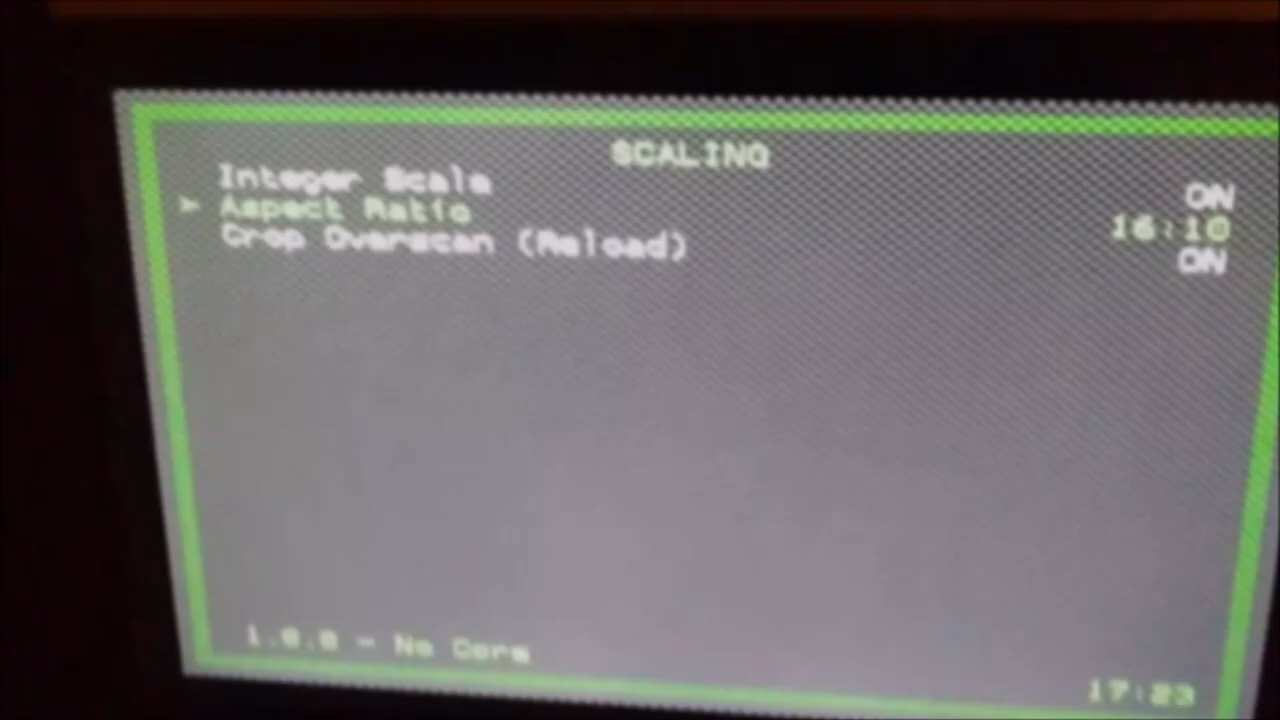 SCALING
Integer Scale ON
> Aspect Ratio 16:10
Crop Overscan (Reload) ON
- No Core
17:23